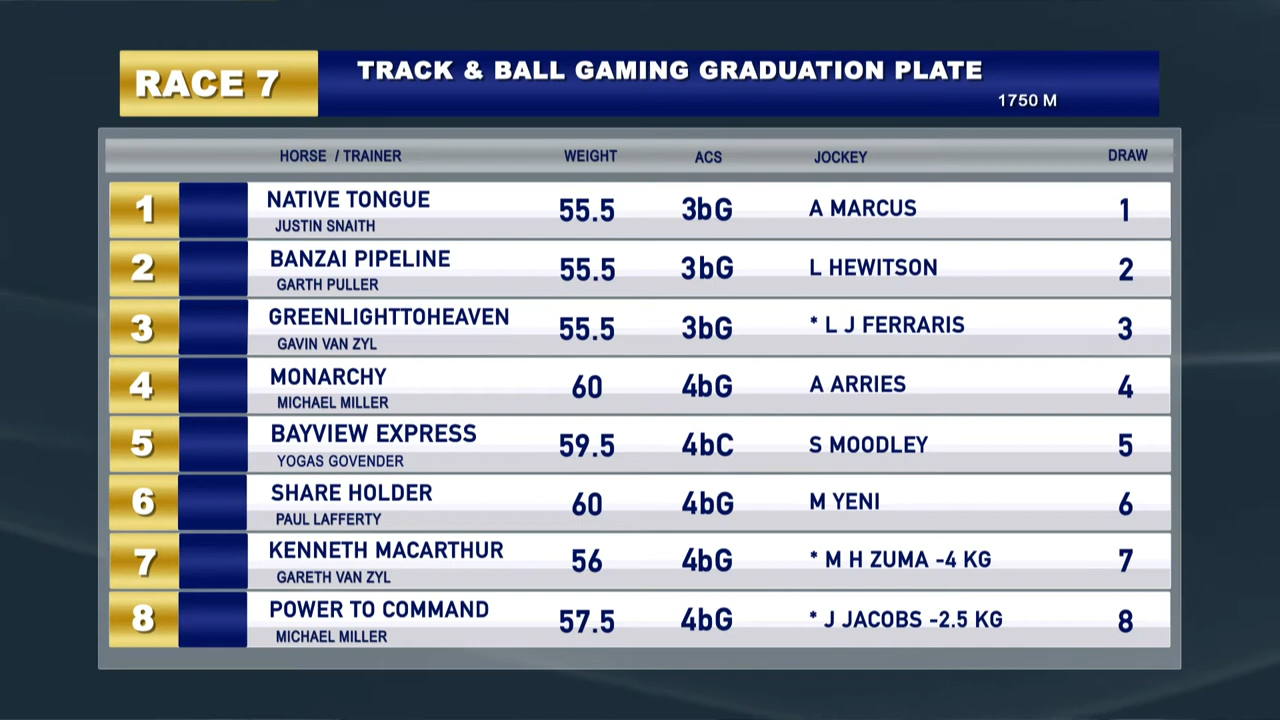 RACE 7
TRACK & BALL GAMING GRADUATION PLATE
1750 M
HORSE / TRAINER WEIGHT ACS JOCKEY DRAW
1 NATIVE TONGUE 55.5 3bG A MARCUS 1
JUSTIN SNAITH
2 BANZAI PIPELINE 55.5 3bG L HEWITSON 2
GARTH PULLER
3 GREENLIGHTTOHEAVEN 55.5 3bG * L J FERRARIS 3
GAVIN VAN ZYL
4 MONARCHY 60 4bG A ARRIES 4
MICHAEL MILLER
5 BAYVIEW EXPRESS 59.5 4bC S MOODLEY 5
YOGAS GOVENDER
6 SHARE HOLDER 60 4bG M YENI 6
PAUL LAFFERTY
7 KENNETH MACARTHUR 56 4bG * M H ZUMA -4 KG 7
GARETH VAN ZYL
8 POWER TO COMMAND 57.5 4bG * J JACOBS -2.5 KG 8
MICHAEL MILLER